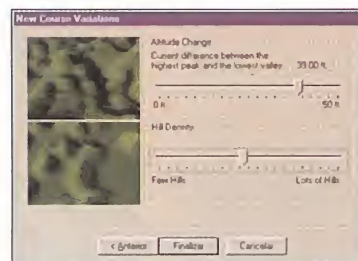 New Course Variations
Altitude Change
Current difference between the
highest peak and the lowest valley 39.00 ft.
0 ft 50 ft.
Hill Density
Few Hills Lots of Hills
< Anterior Finalizar Cancelar